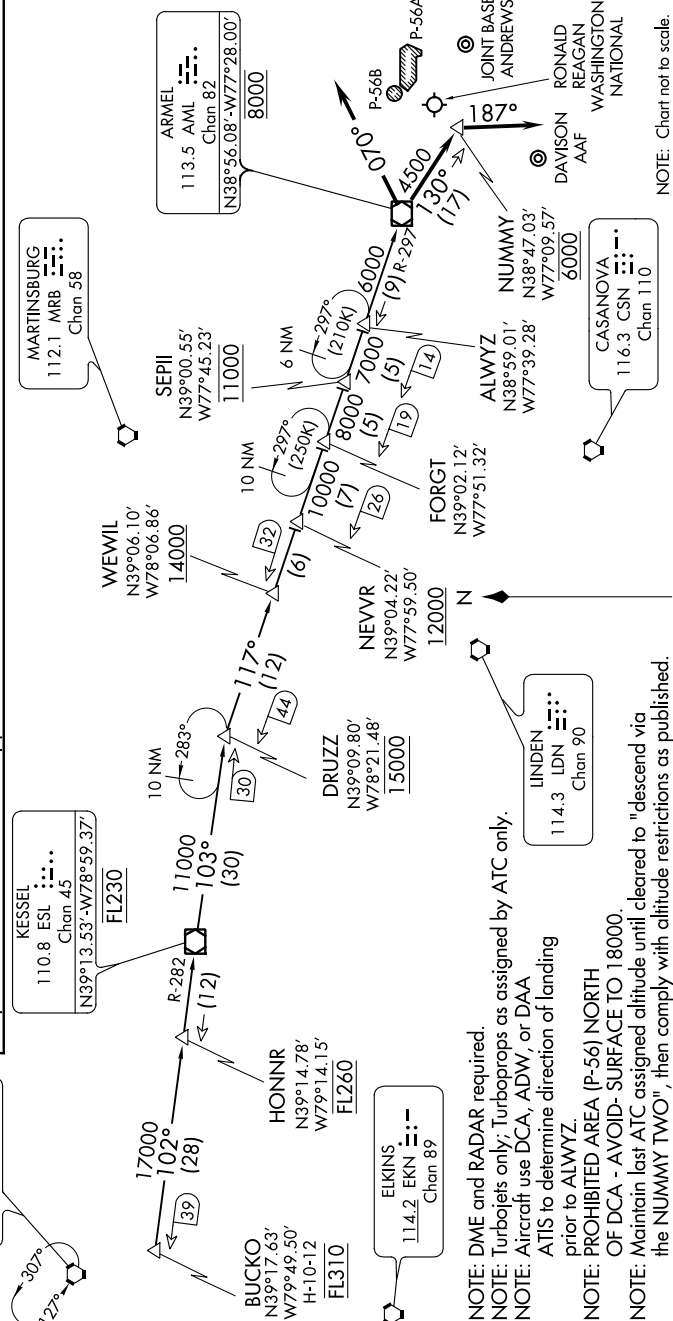 307°
127°
KESSEL
110.8 ESL
Chan 45
N39°13.53'-W78°59.37'
FL230
MARTINSBURG
112.1 MRB
Chan 58
ARMEL
113.5 AML
Chan 82
N38°56.08'-W77°28.00'
8000
P-56B
P-56A
JOINT BASE
ANDREWS
RONALD
REAGAN
WASHINGTON
NATIONAL
DAVISON
AAF
NOTE: Chart not to scale.
070°
4500
130°
(17)
187°
NUMMY
N38°47.03'
W77°09.57'
6000
CASANOVA
116.3 CSN
Chan 110
6000
(9)
R-297
ALWYZ
N38°59.01'
W77°39.28'
6 NM
297°
(210K)
SEPII
N39°00.55'
W77°45.23'
11000
7000
(5)
14
8000
(5)
19
10 NM
297°
(250K)
FORGT
N39°02.12'
W77°51.32'
10000
(7)
26
NEVVR
N39°04.22'
W77°59.50'
12000
N
WEWIL
N39°06.10'
W78°06.86'
14000
32
(6)
117°
(12)
44
10 NM
283°
30
DRUZZ
N39°09.80'
W78°21.48'
15000
LINDEN
114.3 LDN
Chan 90
11000
103°
(30)
R-282
(12)
HONNR
N39°14.78'
W79°14.15'
FL260
17000
102°
(28)
39
BUCKO
N39°17.63'
W79°49.50'
H-10-12
FL310
ELKINS
114.2 EKN
Chan 89
NOTE: DME and RADAR required.
NOTE: Turbojets only; Turboprops as assigned by ATC only.
NOTE: Aircraft use DCA, ADW, or DAA
ATIS to determine direction of landing
prior to ALWYZ.
NOTE: PROHIBITED AREA (P-56) NORTH
OF DCA - AVOID- SURFACE TO 18000.
NOTE: Maintain last ATC assigned altitude until cleared to "descend via
the NUMMY TWO", then comply with altitude restrictions as published.